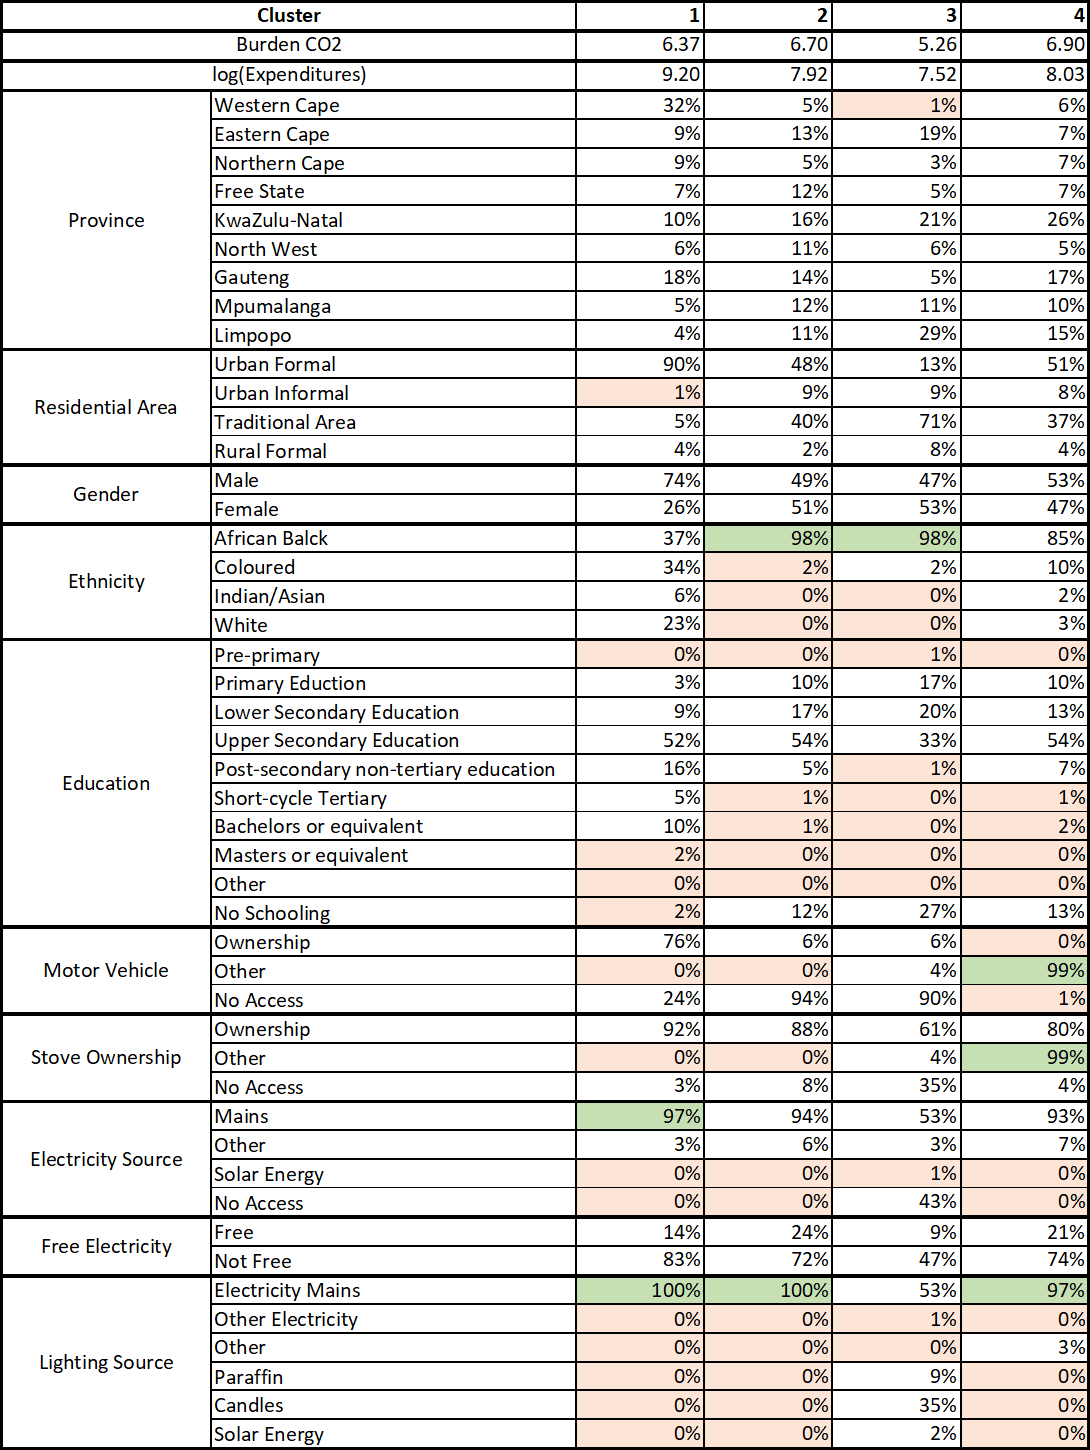 Cluster 1 2 3 4
Burden CO2 6.37 6.70 5.26 6.90
log(Expenditures) 9.20 7.92 7.52 8.03
Province
Western Cape 32% 5% 1% 6%
Eastern Cape 9% 13% 19% 7%
Northern Cape 9% 5% 3% 7%
Free State 7% 12% 5% 7%
KwaZulu-Natal 10% 16% 21% 26%
North West 6% 11% 6% 5%
Gauteng 18% 14% 5% 17%
Mpumalanga 5% 12% 11% 10%
Limpopo 4% 11% 29% 15%
Residential Area
Urban Formal 90% 48% 13% 51%
Urban Informal 1% 9% 9% 8%
Traditional Area 5% 40% 71% 37%
Rural Formal 4% 2% 8% 4%
Gender
Male 74% 49% 47% 53%
Female 26% 51% 53% 47%
Ethnicity
African Balck 37% 98% 98% 85%
Coloured 34% 2% 2% 10%
Indian/Asian 6% 0% 0% 2%
White 23% 0% 0% 3%
Education
Pre-primary 0% 0% 1% 0%
Primary Eduction 3% 10% 17% 10%
Lower Secondary Education 9% 17% 20% 13%
Upper Secondary Education 52% 54% 33% 54%
Post-secondary non-tertiary education 16% 5% 1% 7%
Short-cycle Tertiary 5% 1% 0% 1%
Bachelors or equivalent 10% 1% 0% 2%
Masters or equivalent 2% 0% 0% 0%
Other 0% 0% 0% 0%
No Schooling 2% 12% 27% 13%
Motor Vehicle
Ownership 76% 6% 6% 0%
Other 0% 0% 4% 99%
No Access 24% 94% 90% 1%
Stove Ownership
Ownership 92% 88% 61% 80%
Other 0% 0% 4% 99%
No Access 3% 8% 35% 4%
Electricity Source
Mains 97% 94% 53% 93%
Other 3% 6% 3% 7%
Solar Energy 0% 0% 1% 0%
No Access 0% 0% 43% 0%
Free Electricity
Free 14% 24% 9% 21%
Not Free 83% 72% 47% 74%
Lighting Source
Electricity Mains 100% 100% 53% 97%
Other Electricity 0% 0% 1% 0%
Other 0% 0% 0% 3%
Paraffin 0% 0% 9% 0%
Candles 0% 0% 35% 0%
Solar Energy 0% 0% 2% 0%